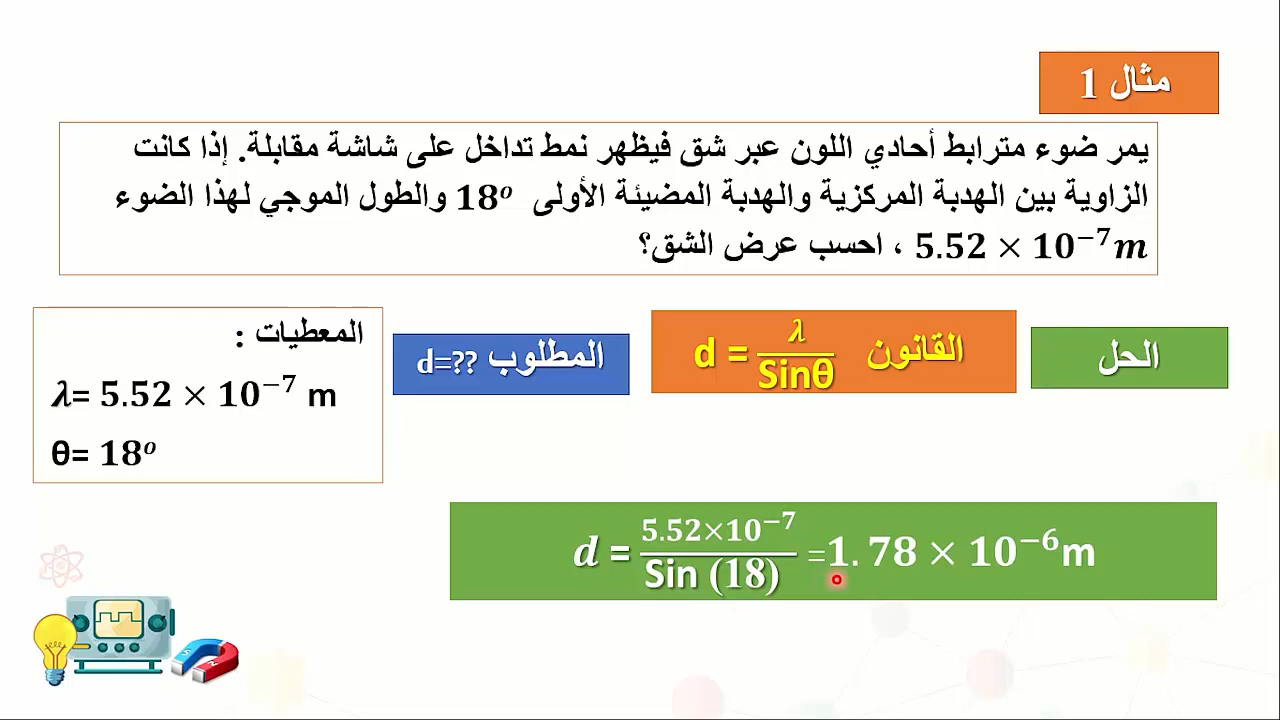 مثال 1
يمر ضوء مترابط أحادي اللون عبر شق فيظهر نمط تداخل على شاشة مقابلة. إذا كانت
الزاوية بين الهدبة المركزية والهدبة المضيئة الأولى 18° والطول الموجي لهذا الضوء
5.52 × 10⁻⁷m ، احسب عرض الشق؟
الحل
القانون d = λ/Sinθ
المطلوب d=??
المعطيات :
λ= 5.52 × 10⁻⁷ m
θ= 18°
d = 5.52×10⁻⁷/Sin (18) =1.78 × 10⁻⁶m